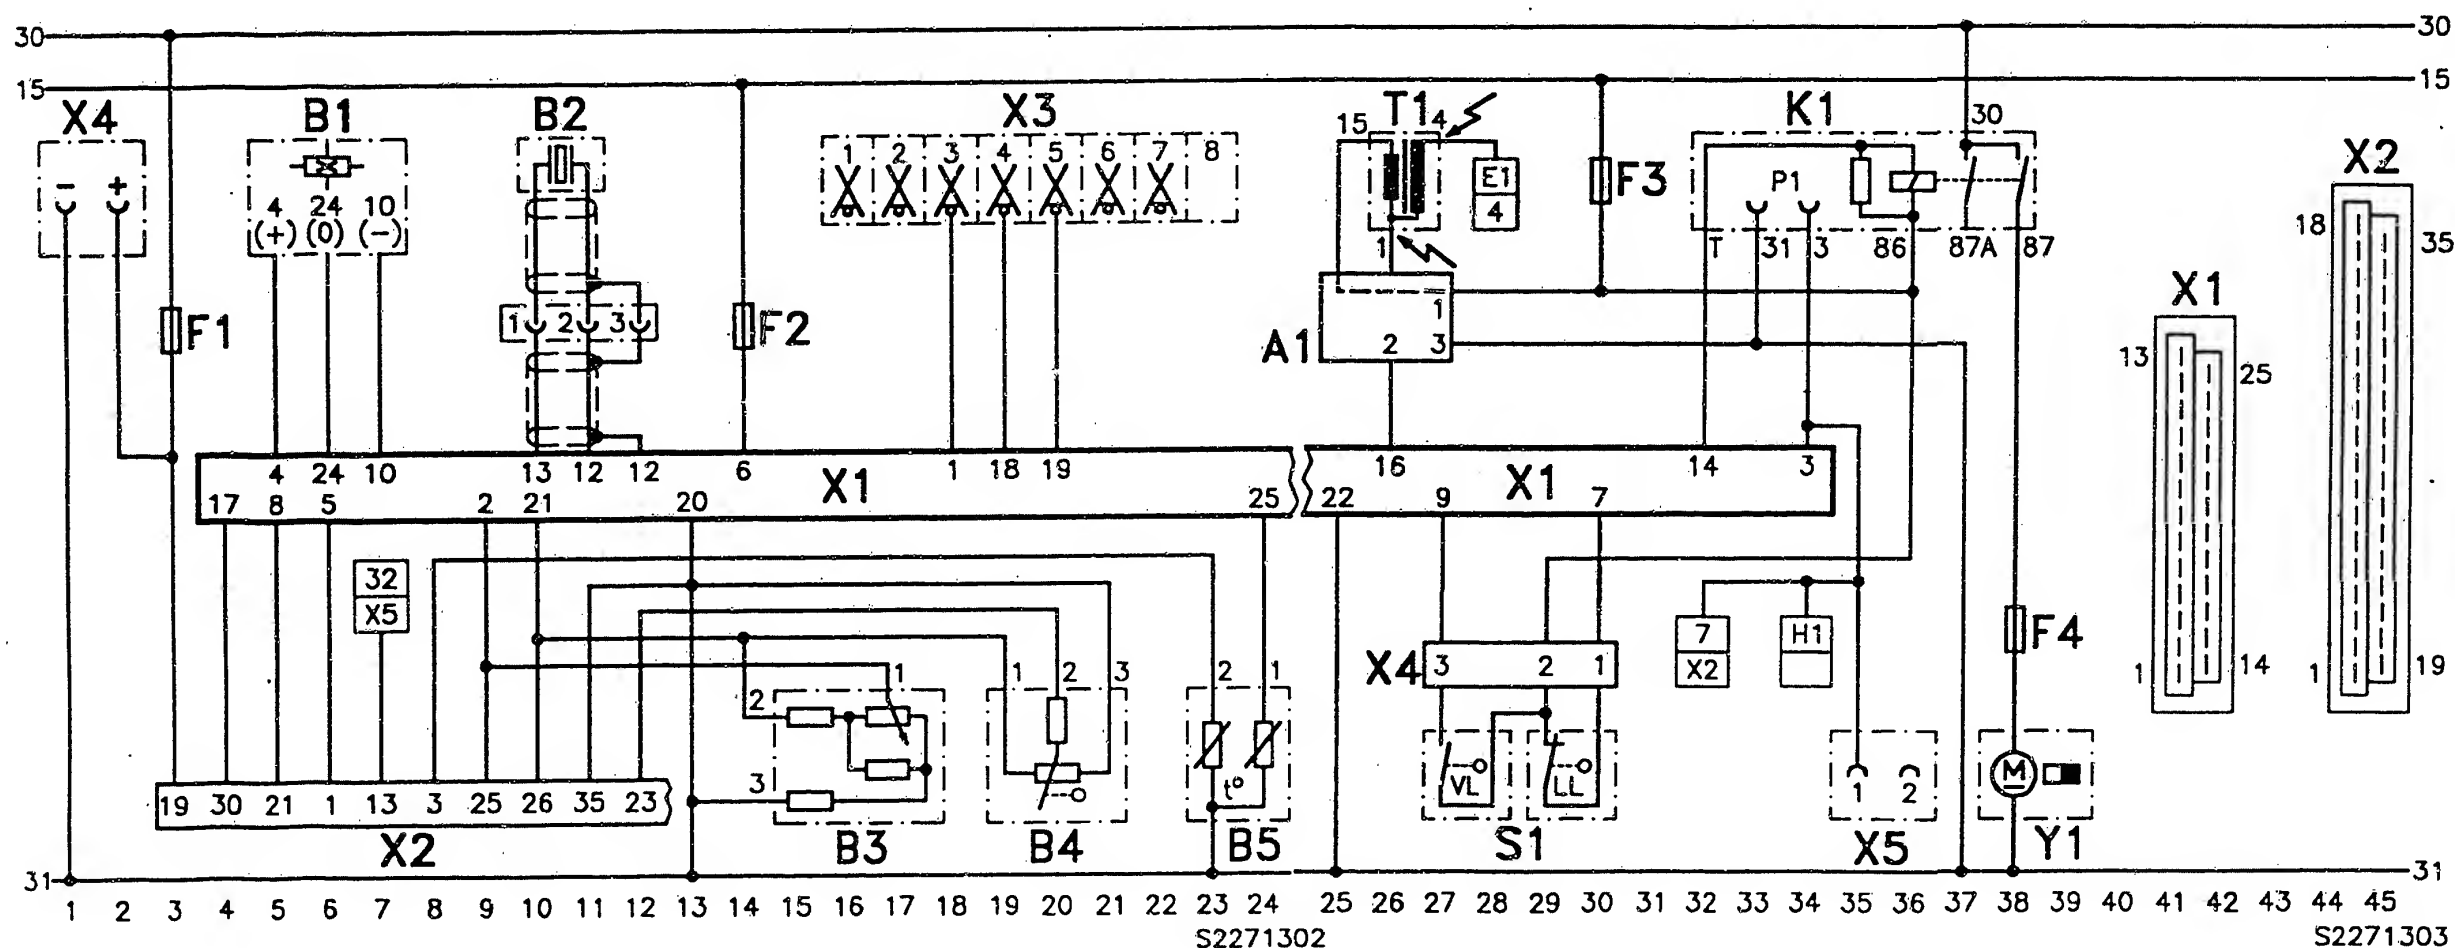 30 30
15 15
X4 B1 B2 X3 15 T1 4 K1 30 X2
- + 1 2 3 4 5 6 7 8 E1 F3 P1
4 24 10 4 18 35
(+) (0) (-) 1 T 31 3 86 87A 87
F1 1 2 3 F2 1 X1
A1 2 3 13 25
4 24 10 13 12 12 6 X1 1 18 19 16 X1 14 3
17 8 5 2 21 20 25 22 9 7
32 7 H1 F4
X5 1 2 3 2 1 X4 3 2 1 X2 1 14 1 19
1
2
3 t° VL LL M
19 30 21 1 13 3 25 26 35 23 1 2
X2 B3 B4 B5 S1 X5 Y1
31 31
1 2 3 4 5 6 7 8 9 10 11 12 13 14 15 16 17 18 19 20 21 22 23 24 25 26 27 28 29 30 31 32 33 34 35 36 37 38 39 40 41 42 43 44 45
S2271302 S2271303